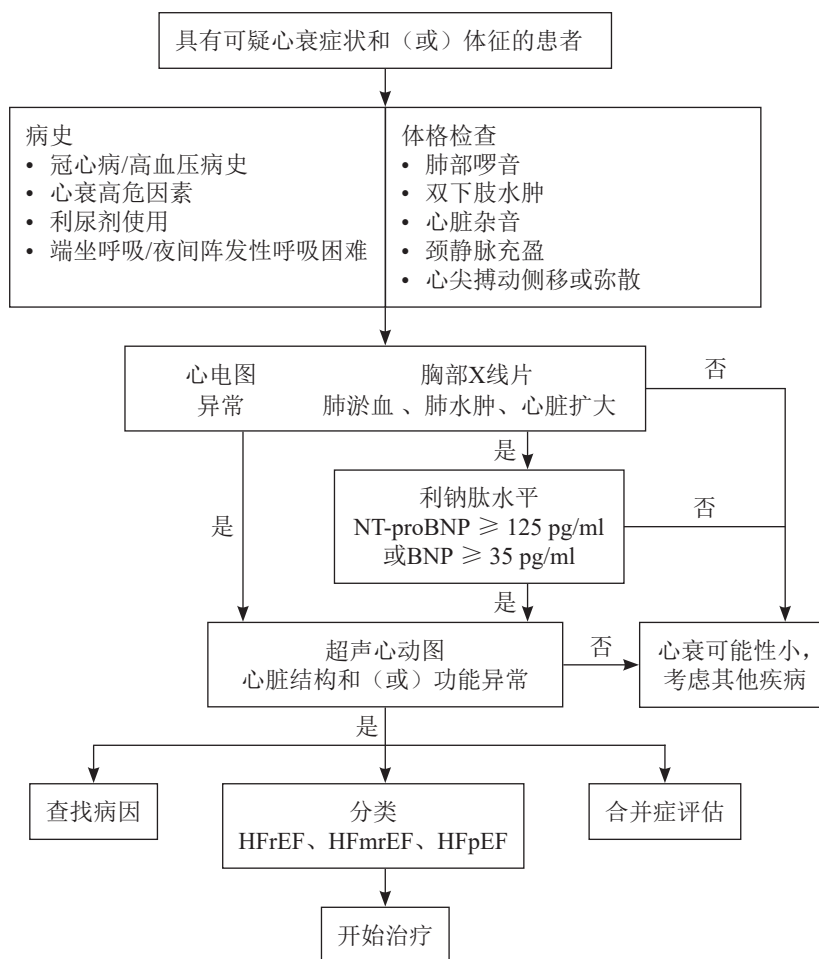 具有可疑心衰症状和（或）体征的患者
病史
• 冠心病/高血压病史
• 心衰高危因素
• 利尿剂使用
• 端坐呼吸/夜间阵发性呼吸困难
体格检查
• 肺部啰音
• 双下肢水肿
• 心脏杂音
• 颈静脉充盈
• 心尖搏动侧移或弥散
心电图
异常
胸部X线片
肺淤血、肺水肿、心脏扩大
否
是
是
利钠肽水平
NT-proBNP ≥ 125 pg/ml
或BNP ≥ 35 pg/ml
否
是
超声心动图
心脏结构和（或）功能异常
否
心衰可能性小，
考虑其他疾病
是
查找病因
分类
HFrEF、HFmrEF、HFpEF
合并症评估
开始治疗